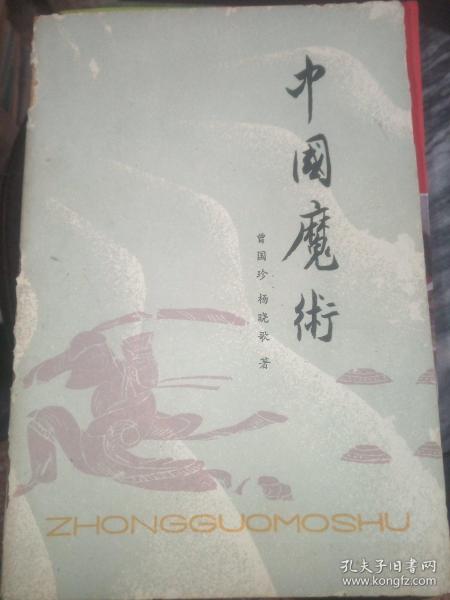 中國魔術
曾国珍 杨晓歌 著
ZHONGGUOMOSHU
孔夫子旧书网
www.kongfz.com